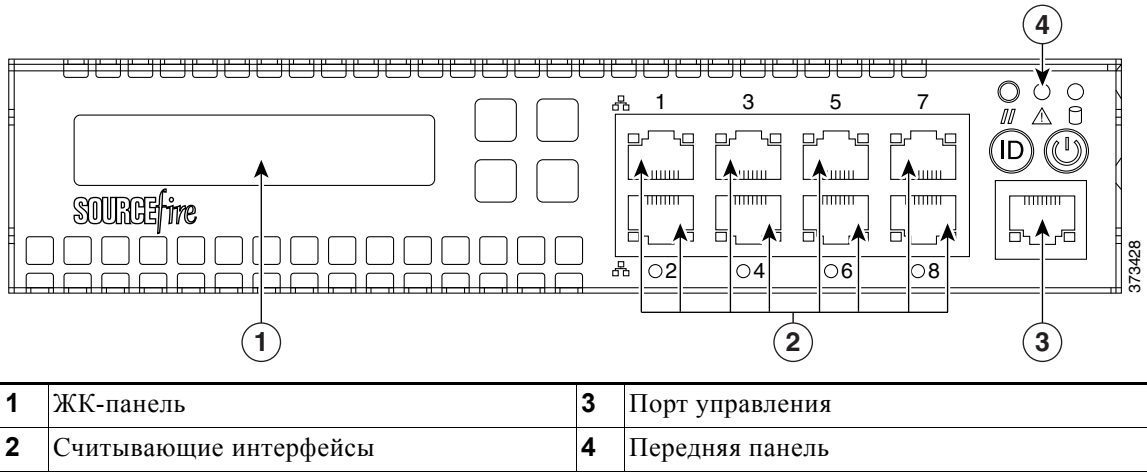 4
1 3 5 7
ID
SOURCEfire
2 4 6 8
373428
1 2 3
1 ЖК-панель 3 Порт управления
2 Считывающие интерфейсы 4 Передняя панель